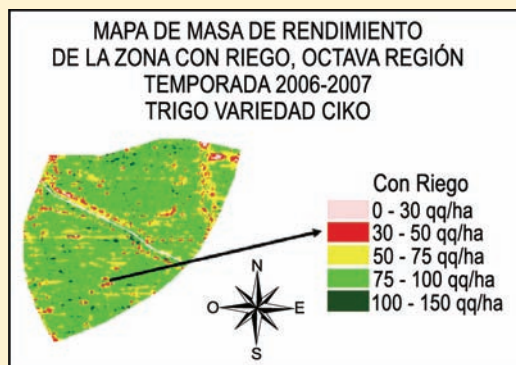 MAPA DE MASA DE RENDIMIENTO
DE LA ZONA CON RIEGO, OCTAVA REGIÓN
TEMPORADA 2006-2007
TRIGO VARIEDAD CIKO
Con Riego
0 - 30 qq/ha
30 - 50 qq/ha
50 - 75 qq/ha
75 - 100 qq/ha
100 - 150 qq/ha
N
O
E
S